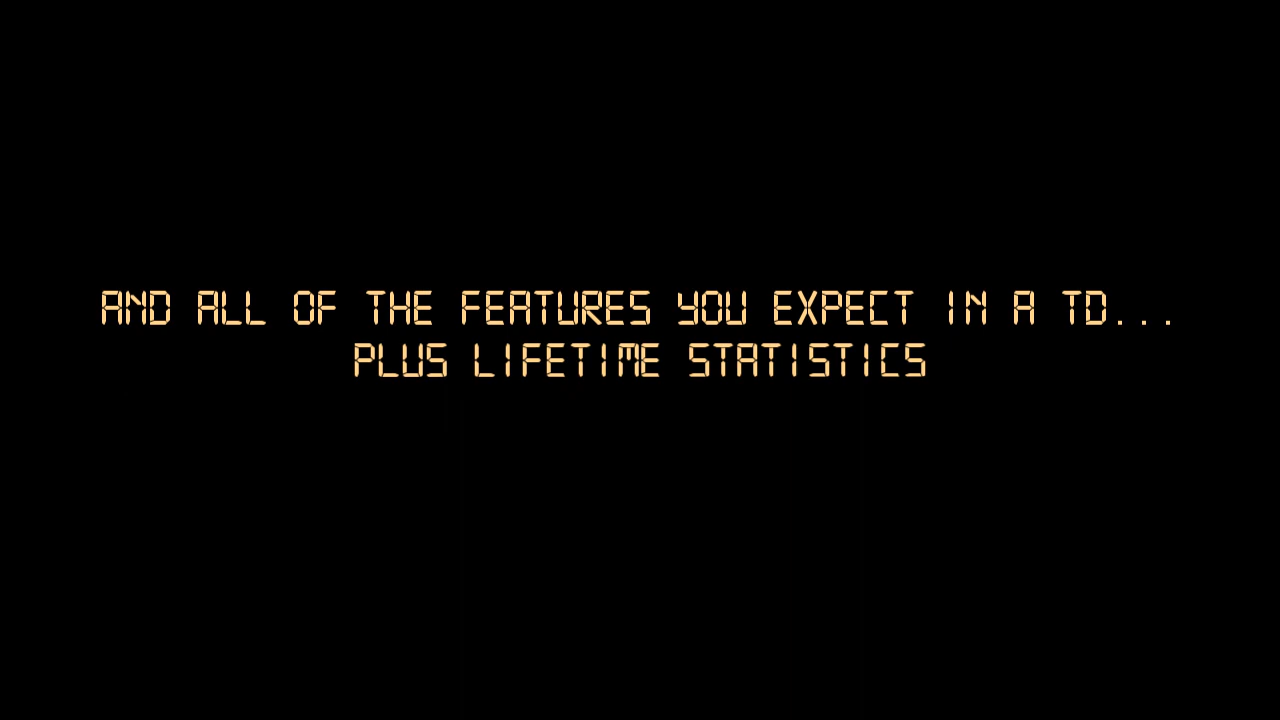 AND ALL OF THE FEATURES YOU EXPECT IN A TD...
PLUS LIFETIME STATISTICS